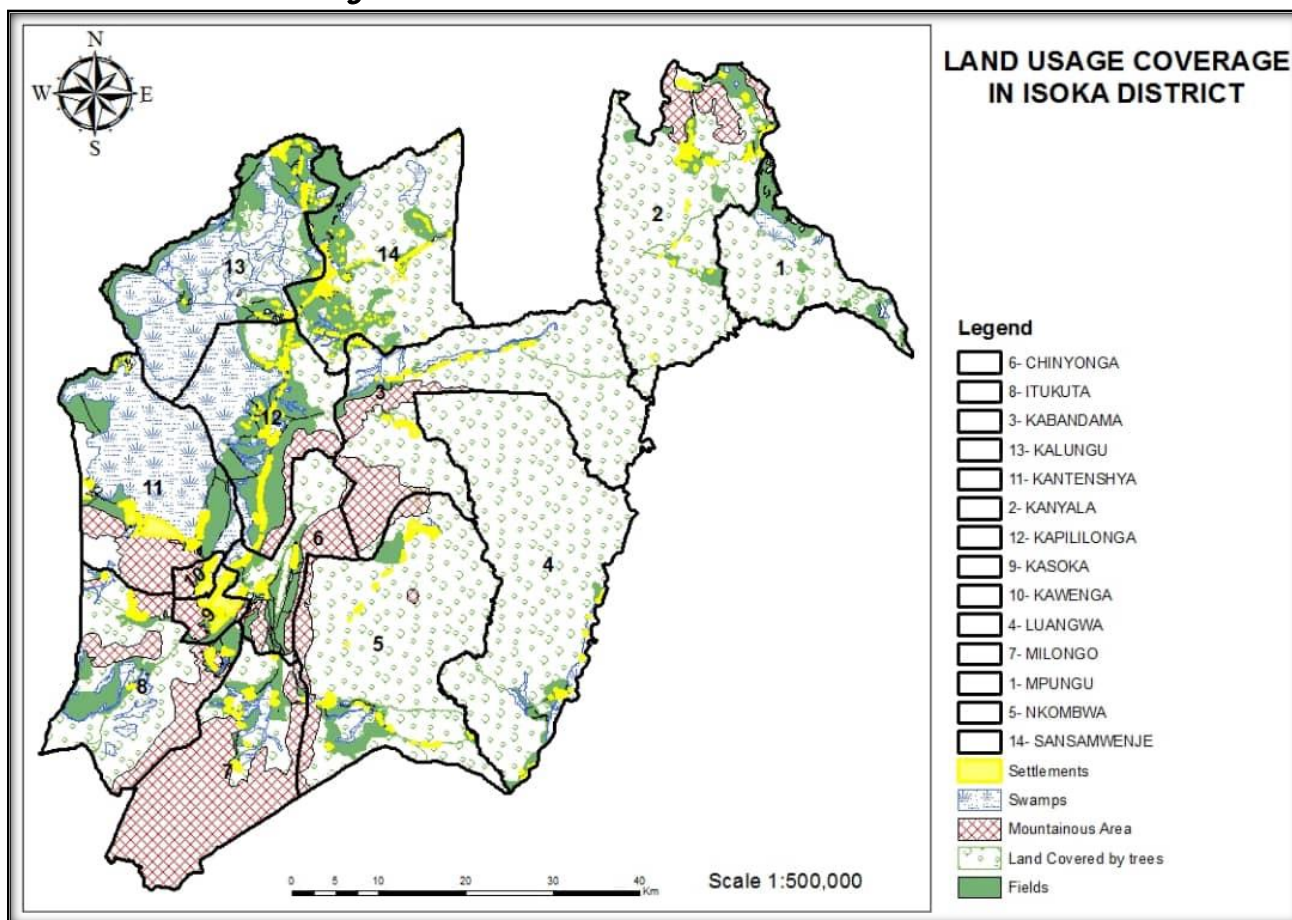 N
W
E
S
LAND USAGE COVERAGE
IN ISOKA DISTRICT
2
1
13
14
3
12
11
6
4
10
9
5
8
7
Legend
6- CHINYONGA
8- ITUKUTA
3- KABANDAMA
13- KALUNGU
11- KANTENSHYA
2- KANYALA
12- KAPILILONGA
9- KASOKA
10- KAWENGA
4- LUANGWA
7- MILONGO
1- MPUNGU
5- NKOMBWA
14- SANSAMWENJE
Settlements
Swamps
Mountainous Area
Land Covered by trees
Fields
0 5 10 20 30 40
Km
Scale 1:500,000